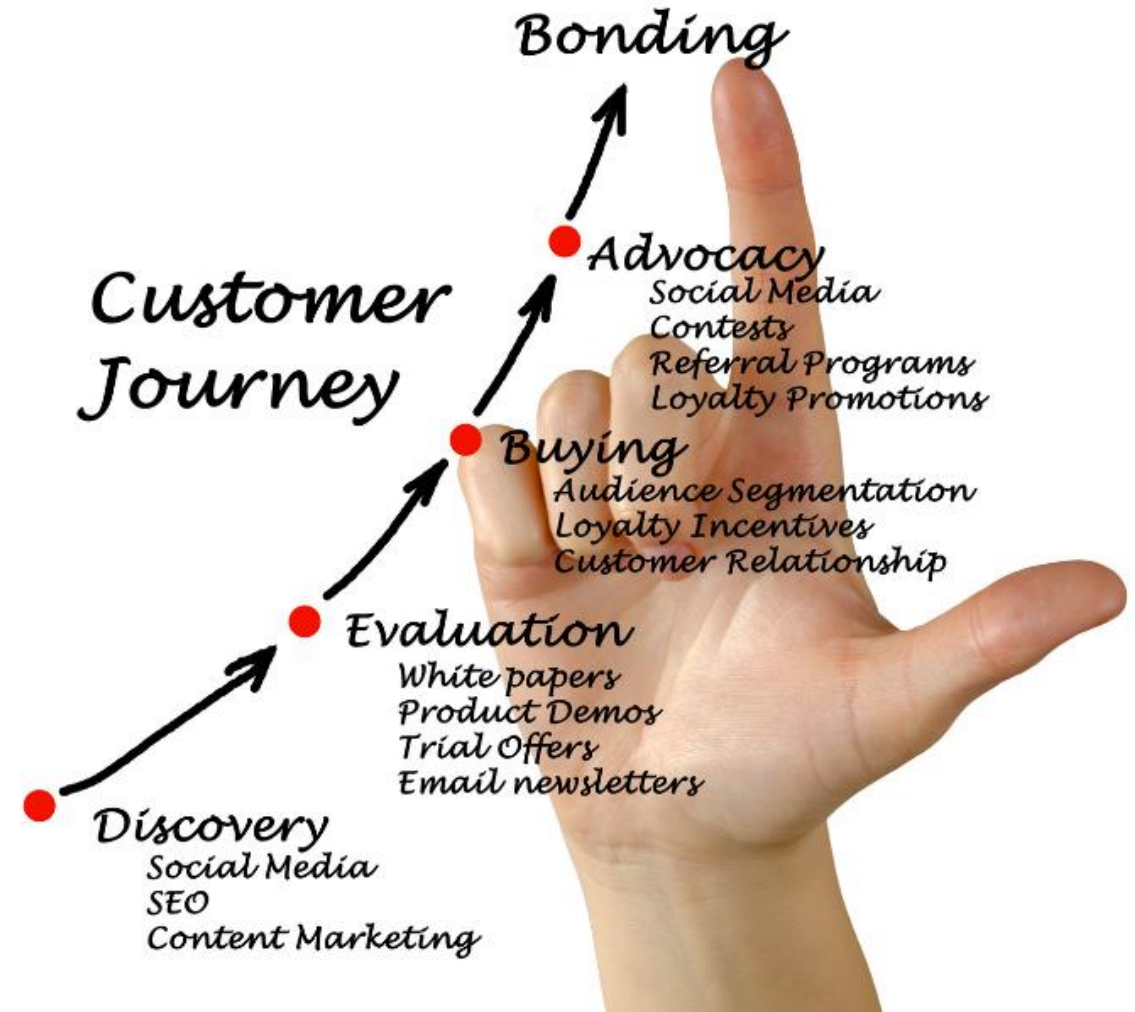 Bonding
Advocacy
Social Media
Contests
Referral Programs
Loyalty Promotions
Customer
Journey
Buying
Audience Segmentation
Loyalty Incentives
Customer Relationship
Evaluation
White papers
Product Demos
Trial Offers
Email newsletters
Discovery
Social Media
SEO
Content Marketing